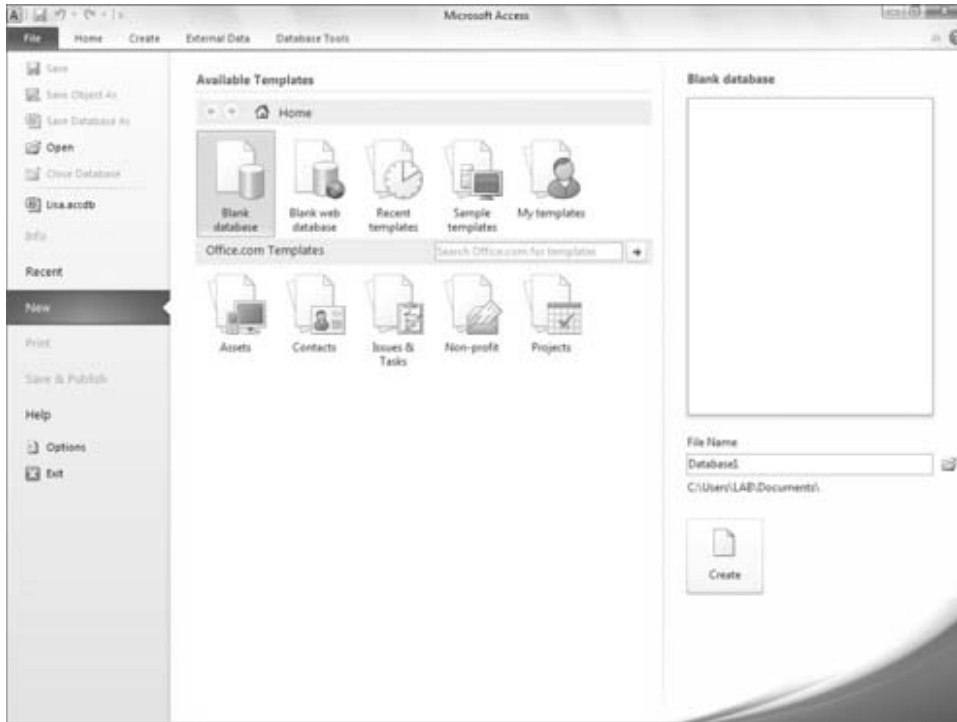 Microsoft Access
File Home Create External Data Database Tools
Save
Save Object As
Save Database As
Open
Close Database
Lisa.accdb
Info
Recent
New
Print
Save & Publish
Help
Options
Exit
Available Templates
Home
Blank database
Blank web database
Recent templates
Sample templates
My templates
Office.com Templates
Search Office.com for templates
Assets
Contacts
Issues & Tasks
Non-profit
Projects
Blank database
File Name
Database1
C:\Users\LAB\Documents\
Create